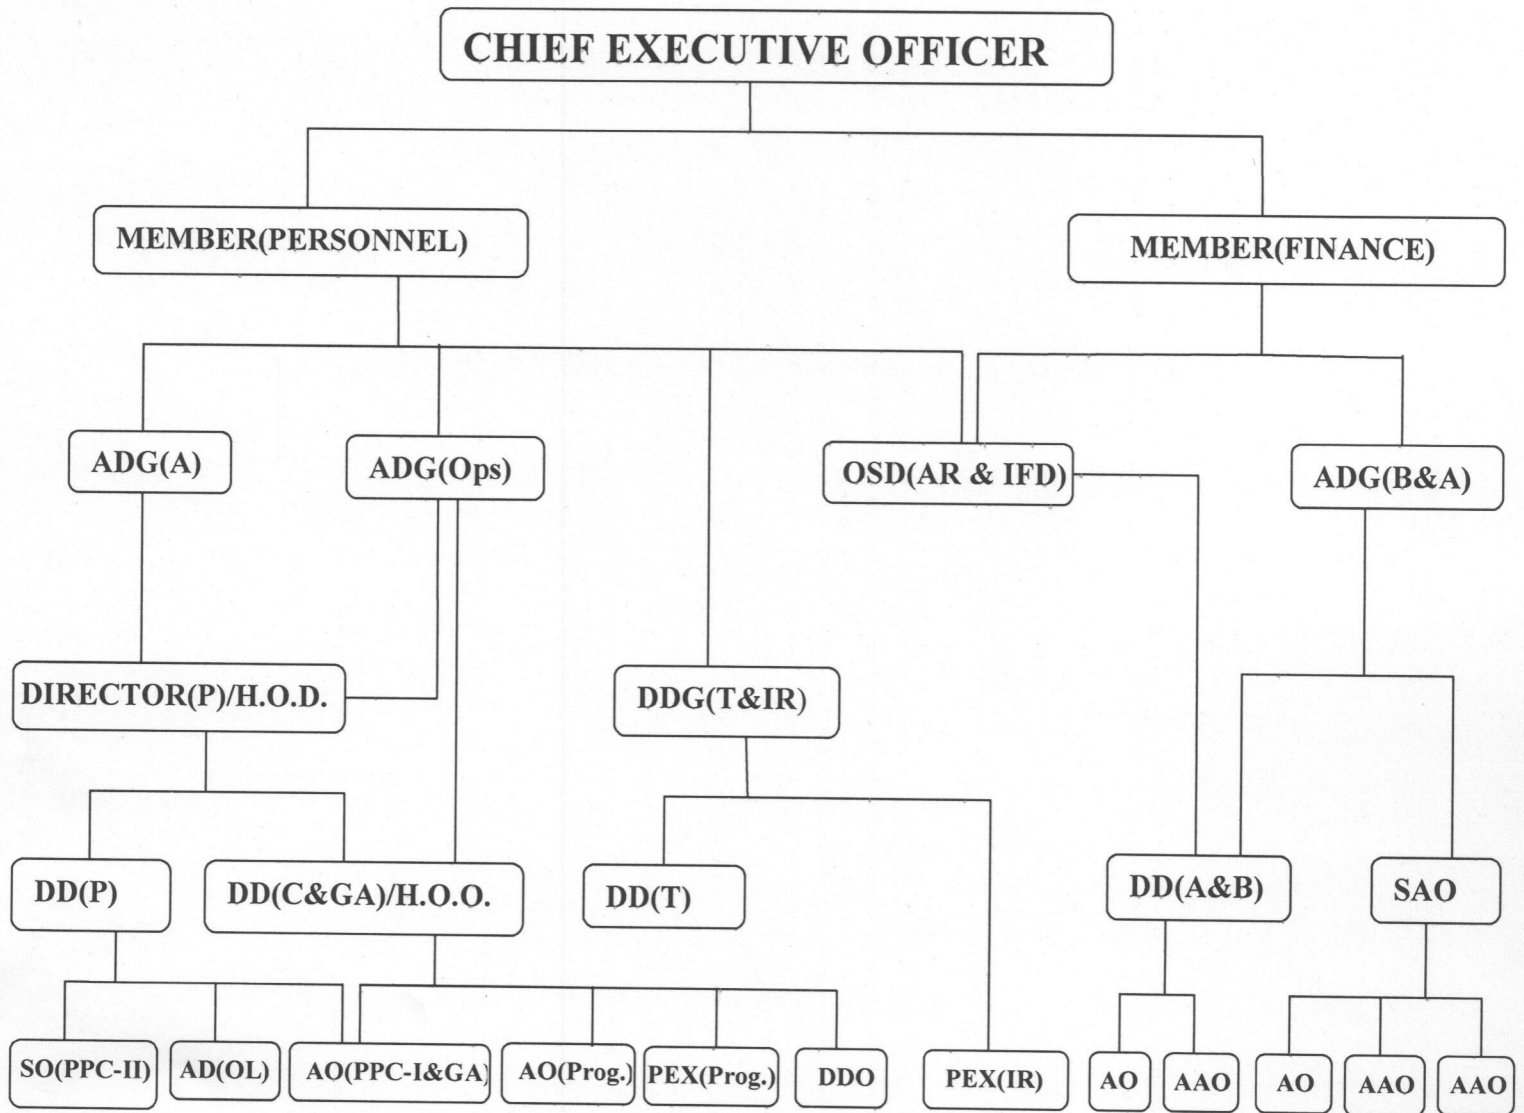 CHIEF EXECUTIVE OFFICER
MEMBER(PERSONNEL)
MEMBER(FINANCE)
ADG(A)
ADG(Ops)
OSD(AR & IFD)
ADG(B&A)
DIRECTOR(P)/H.O.D.
DDG(T&IR)
DD(P)
DD(C&GA)/H.O.O.
DD(T)
DD(A&B)
SAO
SO(PPC-II)
AD(OL)
AO(PPC-I&GA)
AO(Prog.)
PEX(Prog.)
DDO
PEX(IR)
AO
AAO
AO
AAO
AAO